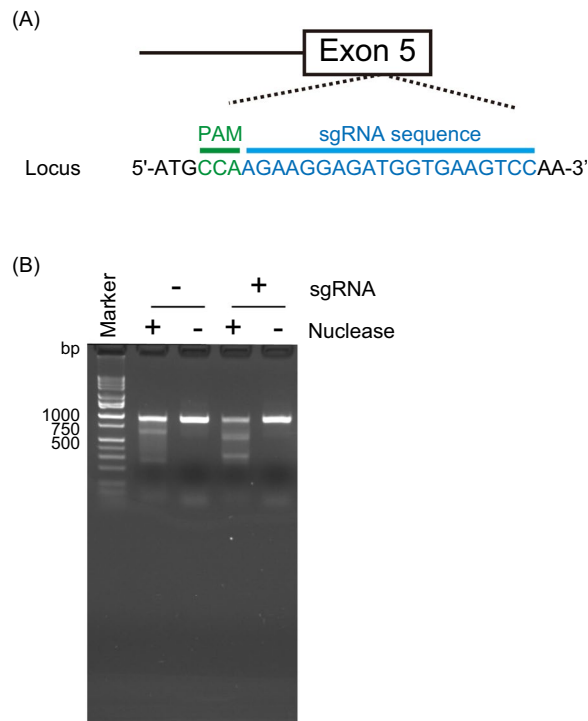 (A)
Exon 5
PAM sgRNA sequence
Locus 5'-ATGCCAAGAAGGAGATGGTGAAGTCCAA-3'
(B)
Marker
- + sgRNA
+ - + - Nuclease
bp
1000
750
500